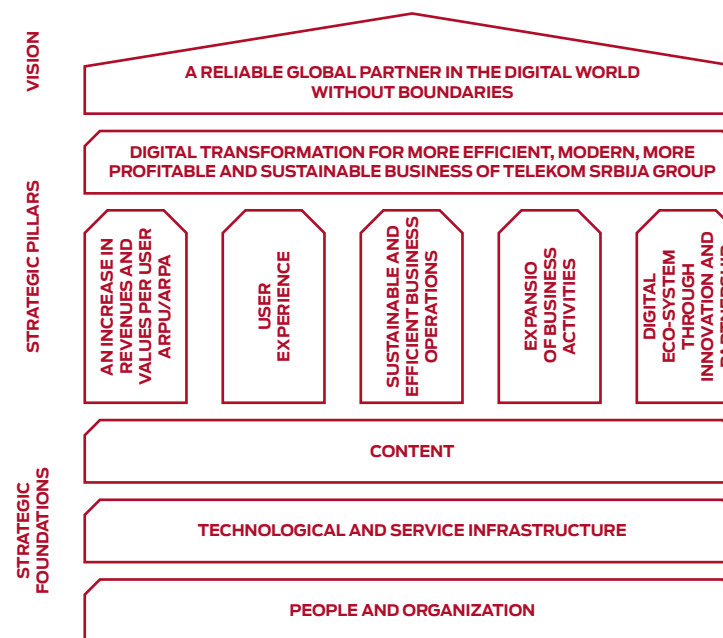 VISION
A RELIABLE GLOBAL PARTNER IN THE DIGITAL WORLD
WITHOUT BOUNDARIES
STRATEGIC PILLARS
DIGITAL TRANSFORMATION FOR MORE EFFICIENT, MODERN, MORE
PROFITABLE AND SUSTAINABLE BUSINESS OF TELEKOM SRBIJA GROUP
AN INCREASE IN
REVENUES AND
VALUES PER USER
ARPU/ARPA
USER
EXPERIENCE
SUSTAINABLE AND
EFFICIENT BUSINESS
OPERATIONS
EXPANSIO
OF BUSINESS
ACTIVITIES
DIGITAL
ECO-SYSTEM
THROUGH
INNOVATION AND
PARTNERSHIP
STRATEGIC
FOUNDATIONS
CONTENT
TECHNOLOGICAL AND SERVICE INFRASTRUCTURE
PEOPLE AND ORGANIZATION